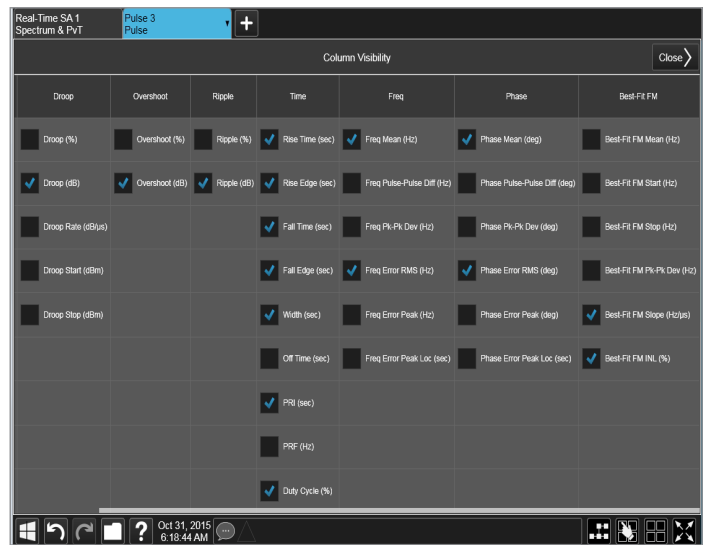 Real-Time SA 1
Spectrum & PvT
Pulse 3
Pulse
Column Visibility
Close
Droop Overshoot Ripple Time Freq Phase Best-Fit FM
Droop (%) Overshoot (%) Ripple (%) Rise Time (sec) Freq Mean (Hz) Phase Mean (deg) Best-Fit FM Mean (Hz)
Droop (dB) Overshoot (dB) Ripple (dB) Rise Edge (sec) Freq Pulse-Pulse Diff (Hz) Phase Pulse-Pulse Diff (deg) Best-Fit FM Start (Hz)
Droop Rate (dB/µs) Fall Time (sec) Freq Pk-Pk Dev (Hz) Phase Pk-Pk Dev (deg) Best-Fit FM Stop (Hz)
Droop Start (dBm) Fall Edge (sec) Freq Error RMS (Hz) Phase Error RMS (deg) Best-Fit FM Pk-Pk Dev (Hz)
Droop Stop (dBm) Width (sec) Freq Error Peak (Hz) Phase Error Peak (deg) Best-Fit FM Slope (Hz/µs)
Off Time (sec) Freq Error Peak Loc (sec) Phase Error Peak Loc (sec) Best-Fit FM INL (%)
PRI (sec)
PRF (Hz)
Duty Cycle (%)
?
Oct 31, 2015
6:18:44 AM